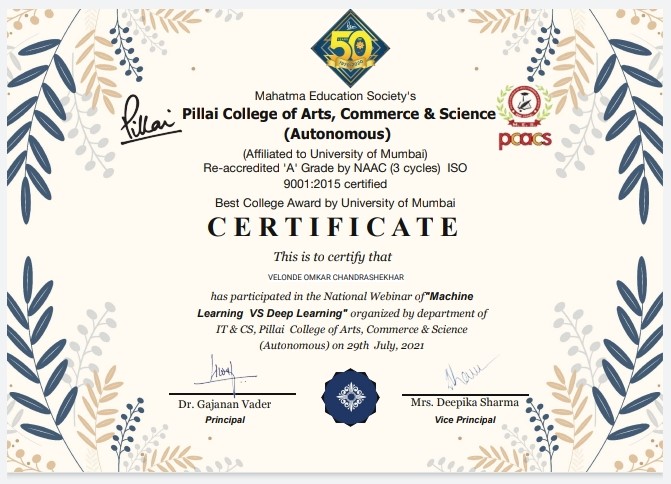 50
Mahatma Education Society's
Pillai
Pillai College of Arts, Commerce & Science
(Autonomous)
pcacs
(Affiliated to University of Mumbai)
Re-accredited 'A' Grade by NAAC (3 cycles) ISO
9001:2015 certified
Best College Award by University of Mumbai
CERTIFICATE
This is to certify that
VELONDE OMKAR CHANDRASHEKHAR
has participated in the National Webinar of"Machine
Learning VS Deep Learning" organized by department of
IT & CS, Pillai College of Arts, Commerce & Science
(Autonomous) on 29th July, 2021
Dr. Gajanan Vader
Principal
Mrs. Deepika Sharma
Vice Principal